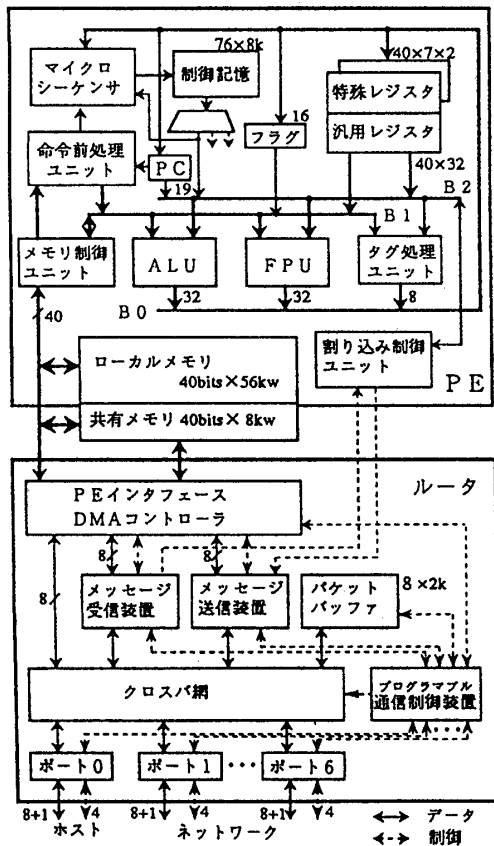 76×8k
マイクロ
シーケンサ
制御記憶
40×7×2
特殊レジスタ
汎用レジスタ
16
フラグ
命令前処理
ユニット
PC
19
40×32
B2
B1
メモリ制御
ユニット
ALU
FPU
タグ処理
ユニット
32
32
8
B0
40
ローカルメモリ
40bits×56kw
共有メモリ 40bits×8kw
割り込み制御
ユニット
PE
ルータ
PEインタフェース
DMAコントローラ
8
8
8
メッセージ
受信装置
メッセージ
送信装置
パケット
バッファ
8×2k
クロスバ網
プログラマブル
通信制御装置
ポート0
ポート1
・・・
ポート6
8+1
4
8+1
4
8+1
4
ホスト
ネットワーク
データ
制御